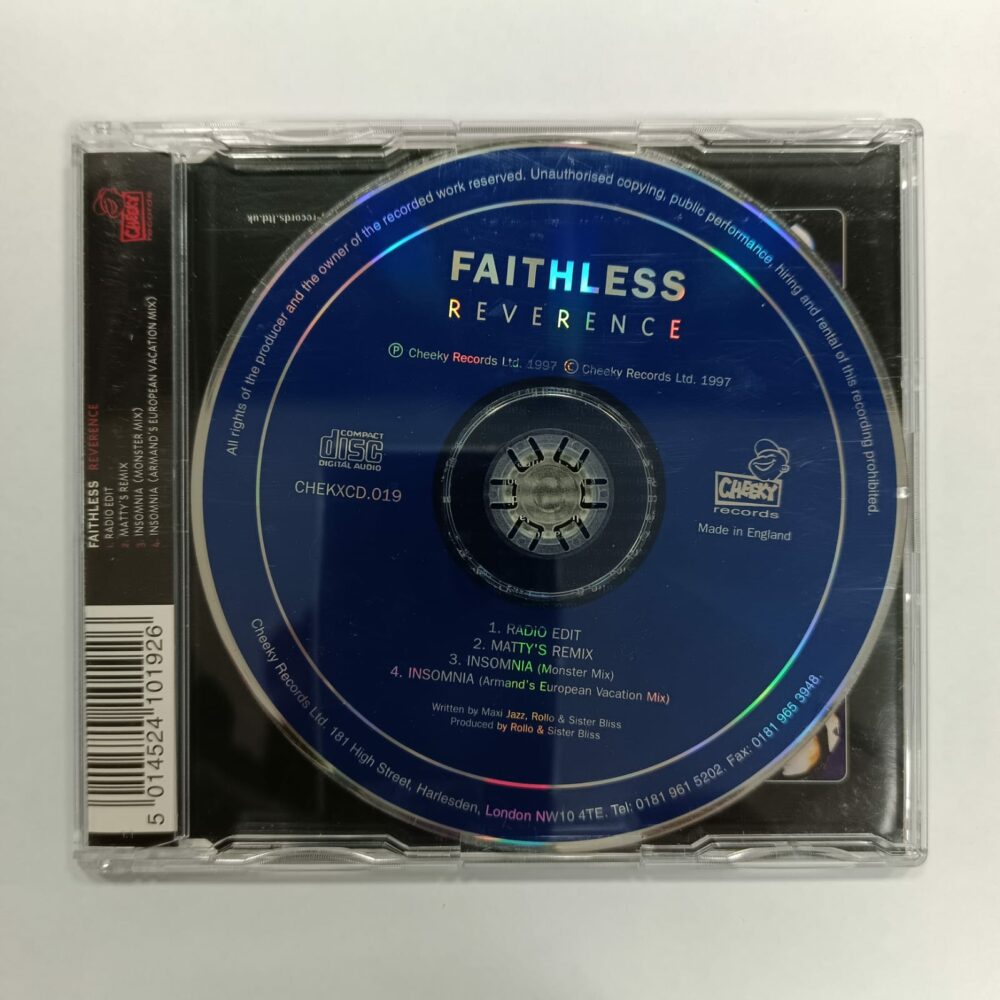 CHEEKY
records
FAITHLESS REVERENCE
1. RADIO EDIT
2. MATTY'S REMIX
3. INSOMNIA (MONSTER MIX)
4. INSOMNIA (ARMAND'S EUROPEAN VACATION MIX)
5 014524 101926
-records.ltd.uk
All rights of the producer and the owner of the recorded work reserved. Unauthorised copying, public performance, hiring and rental of this recording prohibited.
FAITHLESS
REVERENCE
Ⓟ Cheeky Records Ltd. 1997 © Cheeky Records Ltd. 1997
COMPACT
disc
DIGITAL AUDIO
CHEKXCD.019
CHEEKY
records
Made in England
1. RADIO EDIT
2. MATTY'S REMIX
3. INSOMNIA (Monster Mix)
4. INSOMNIA (Armand's European Vacation Mix)
Written by Maxi Jazz, Rollo & Sister Bliss
Produced by Rollo & Sister Bliss
Cheeky Records Ltd. 181 High Street, Harlesden, London NW10 4TE. Tel: 0181 961 5202. Fax: 0181 965 3948.